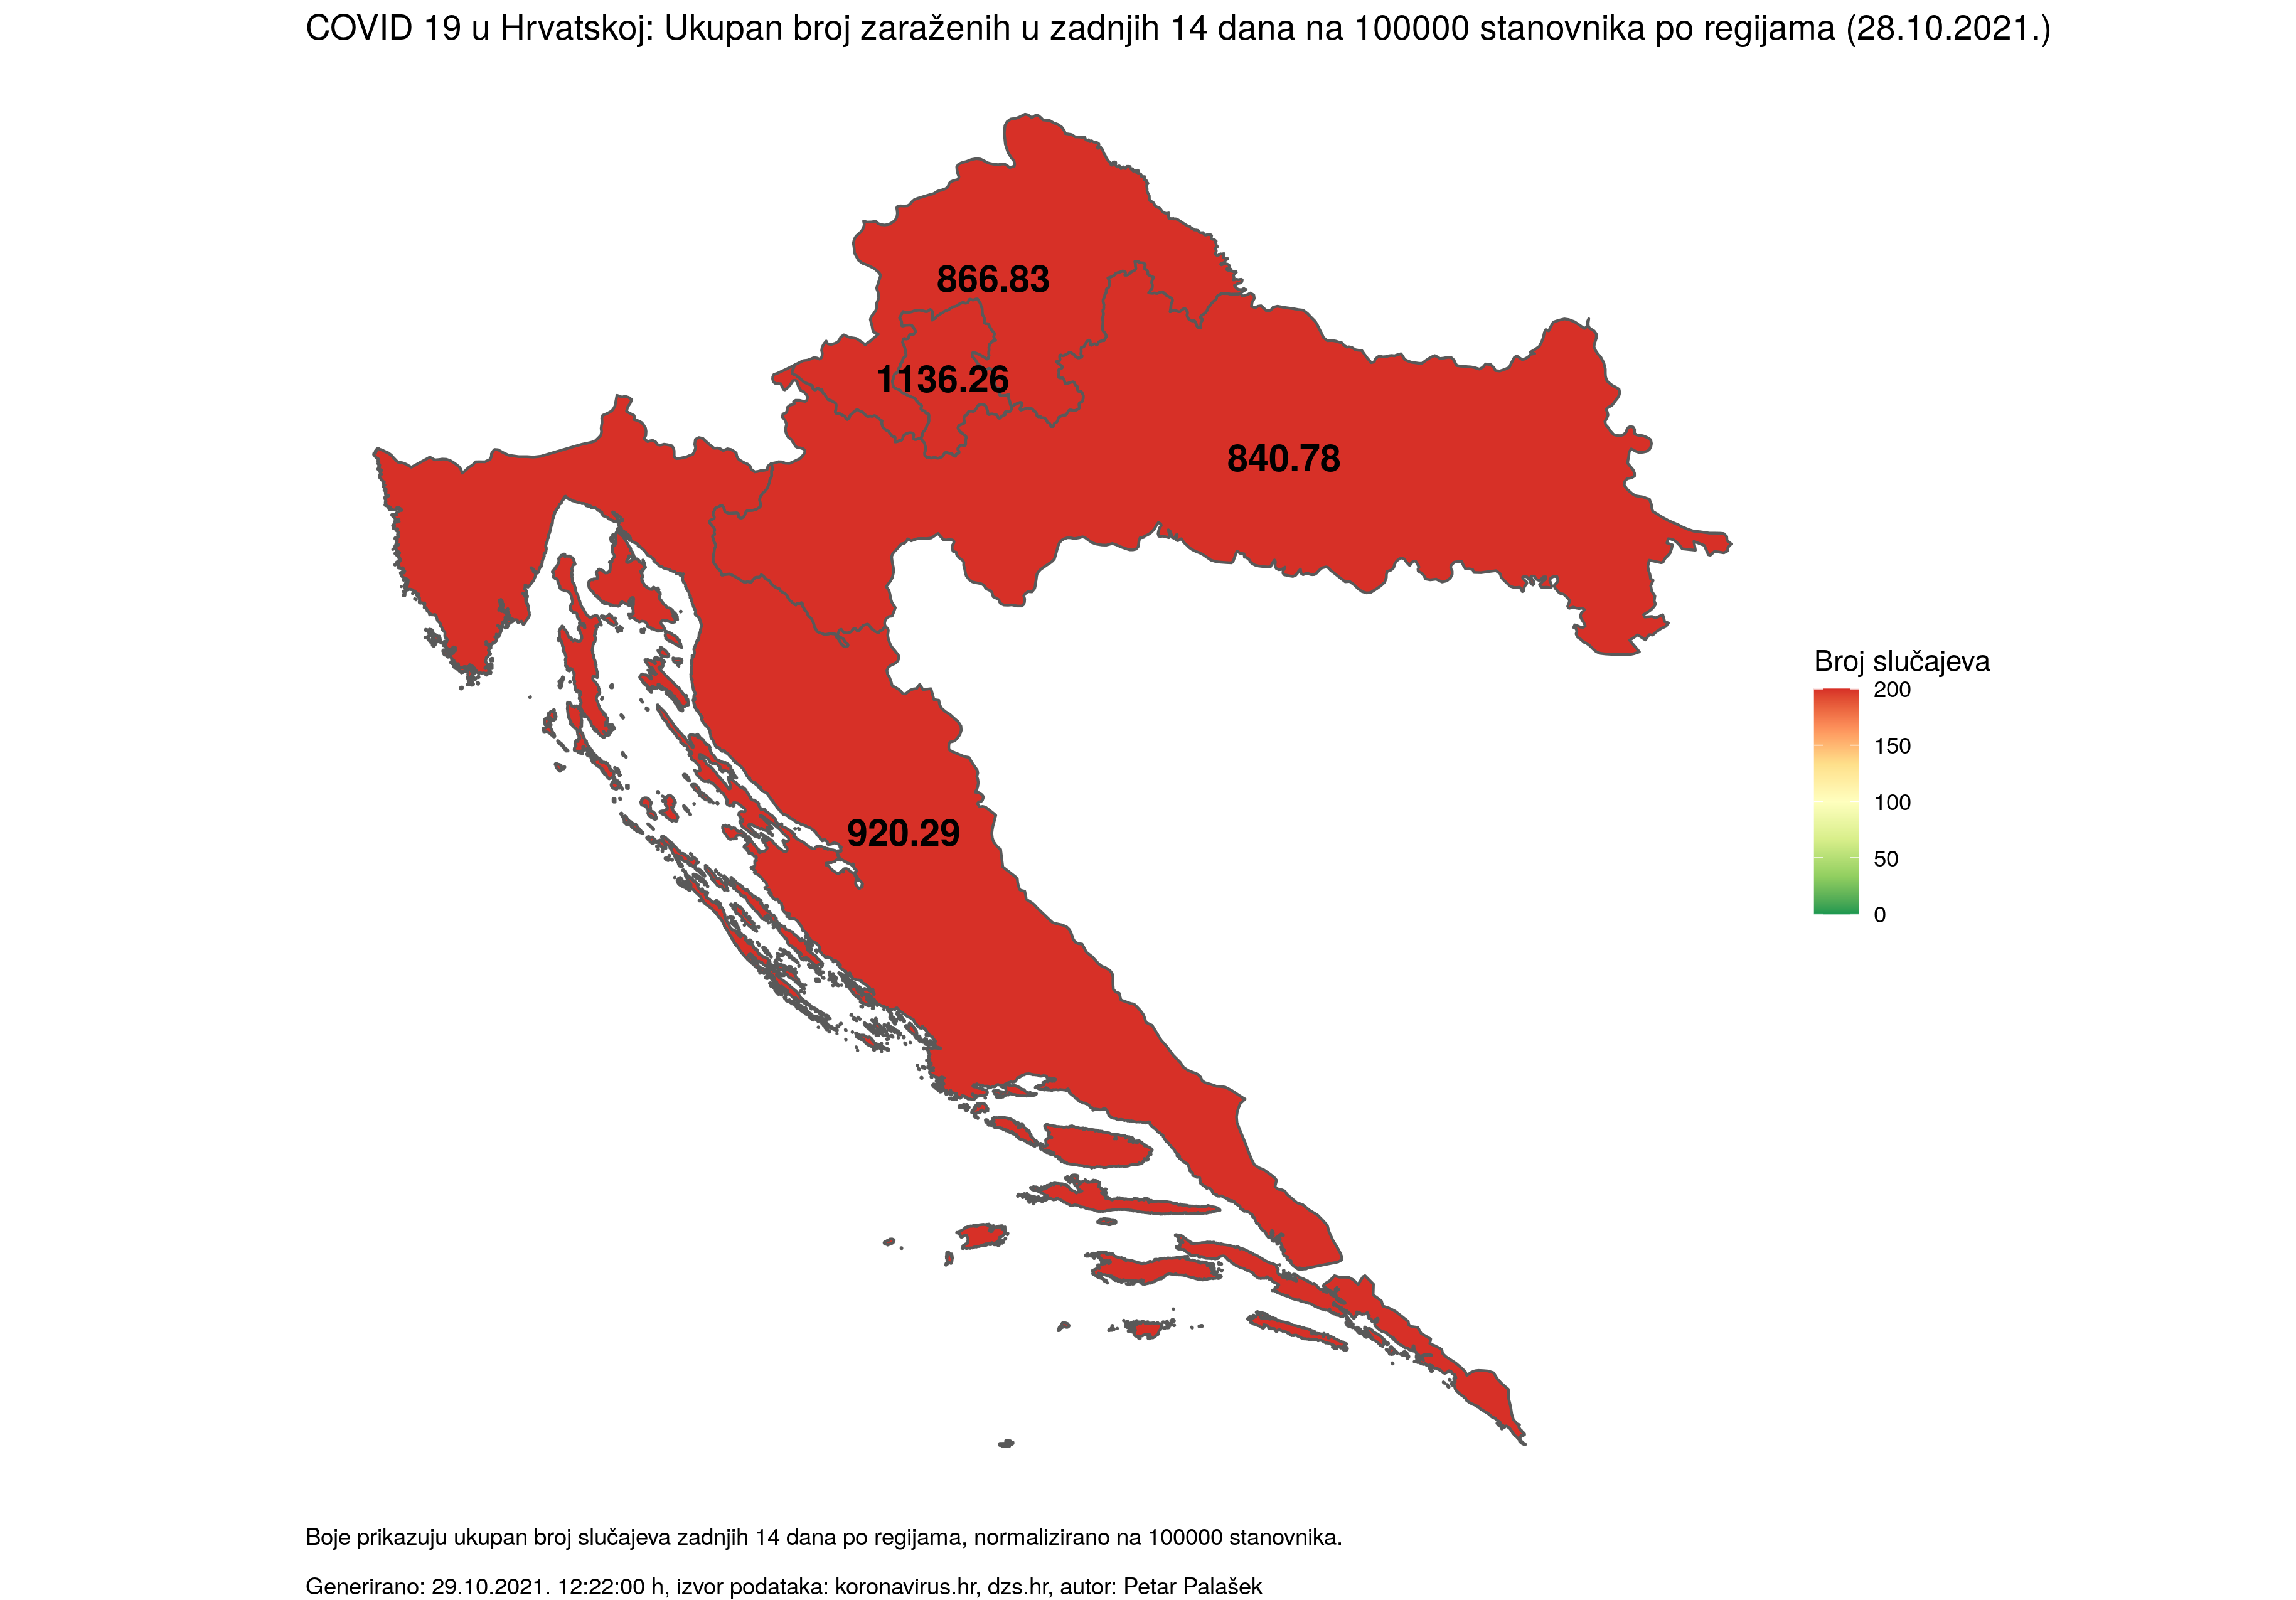 COVID 19 u Hrvatskoj: Ukupan broj zaraženih u zadnjih 14 dana na 100000 stanovnika po regijama (28.10.2021.)
866.83
1136.26
840.78
920.29
Broj slučajeva
200
150
100
50
0
Boje prikazuju ukupan broj slučajeva zadnjih 14 dana po regijama, normalizirano na 100000 stanovnika.
Generirano: 29.10.2021. 12:22:00 h, izvor podataka: koronavirus.hr, dzs.hr, autor: Petar Palašek